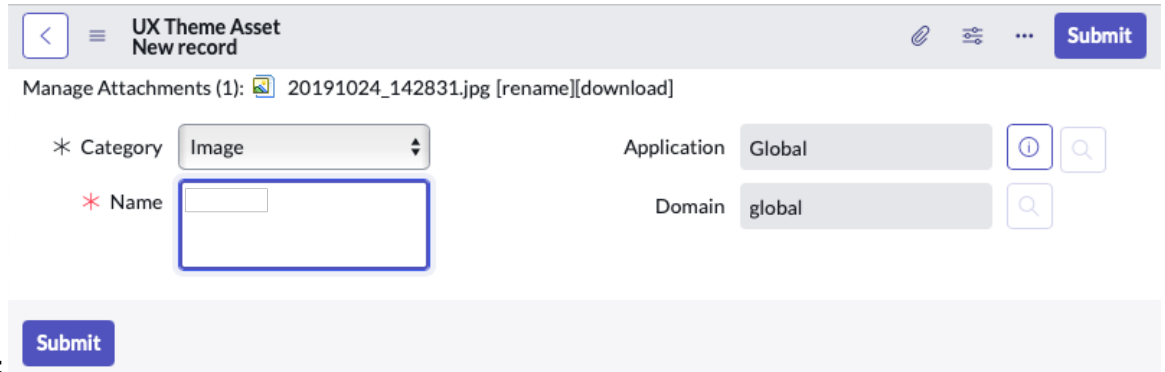 UX Theme Asset
New record
Submit
Manage Attachments (1): 20191024_142831.jpg [rename][download]
Category Image
Application Global
Name
Domain global
Submit